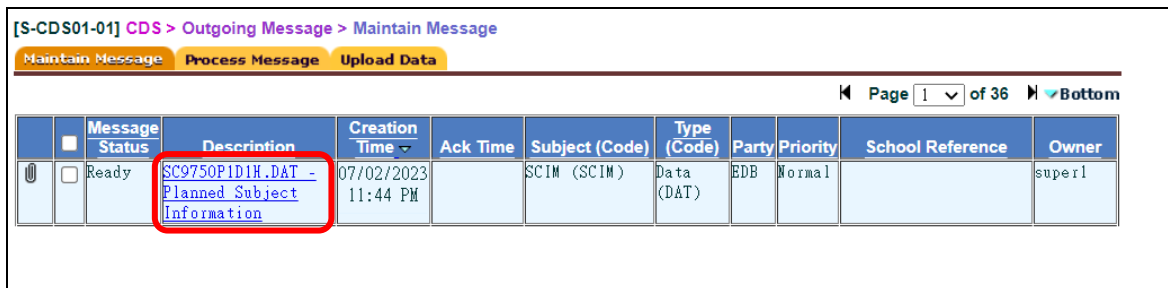 [S-CDS01-01] CDS > Outgoing Message > Maintain Message
Maintain Message Process Message Upload Data
Page 1 of 36 Bottom
Message Status Description Creation Time Ack Time Subject (Code) Type (Code) Party Priority School Reference Owner
Ready SC9750P1D1H.DAT - 07/02/2023 SCIM (SCIM) Data EDB Normal super1
Planned Subject 11:44 PM (DAT)
Information